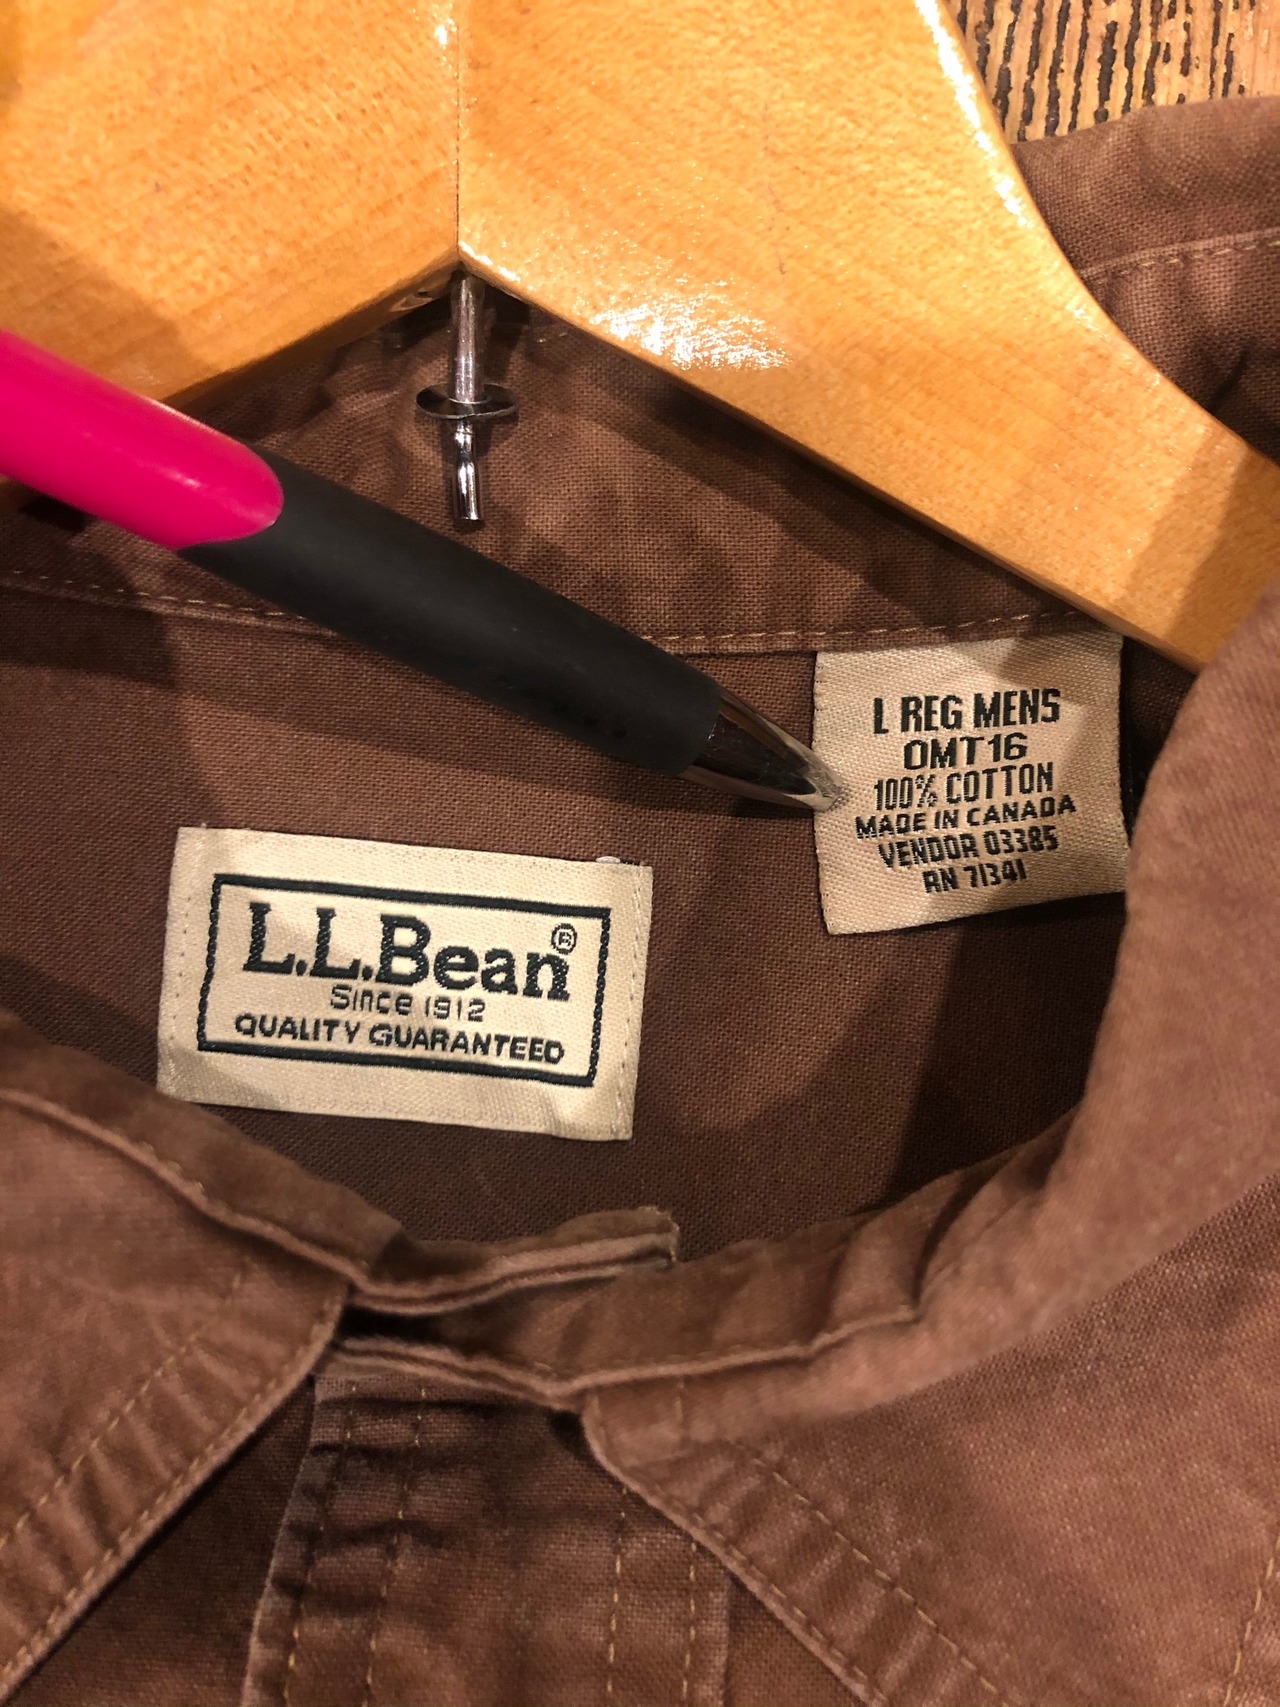 L REG MENS
OMT16
100% COTTON
MADE IN CANADA
VENDOR 03385
RN 71341
L.L.Bean®
Since 1912
QUALITY GUARANTEED